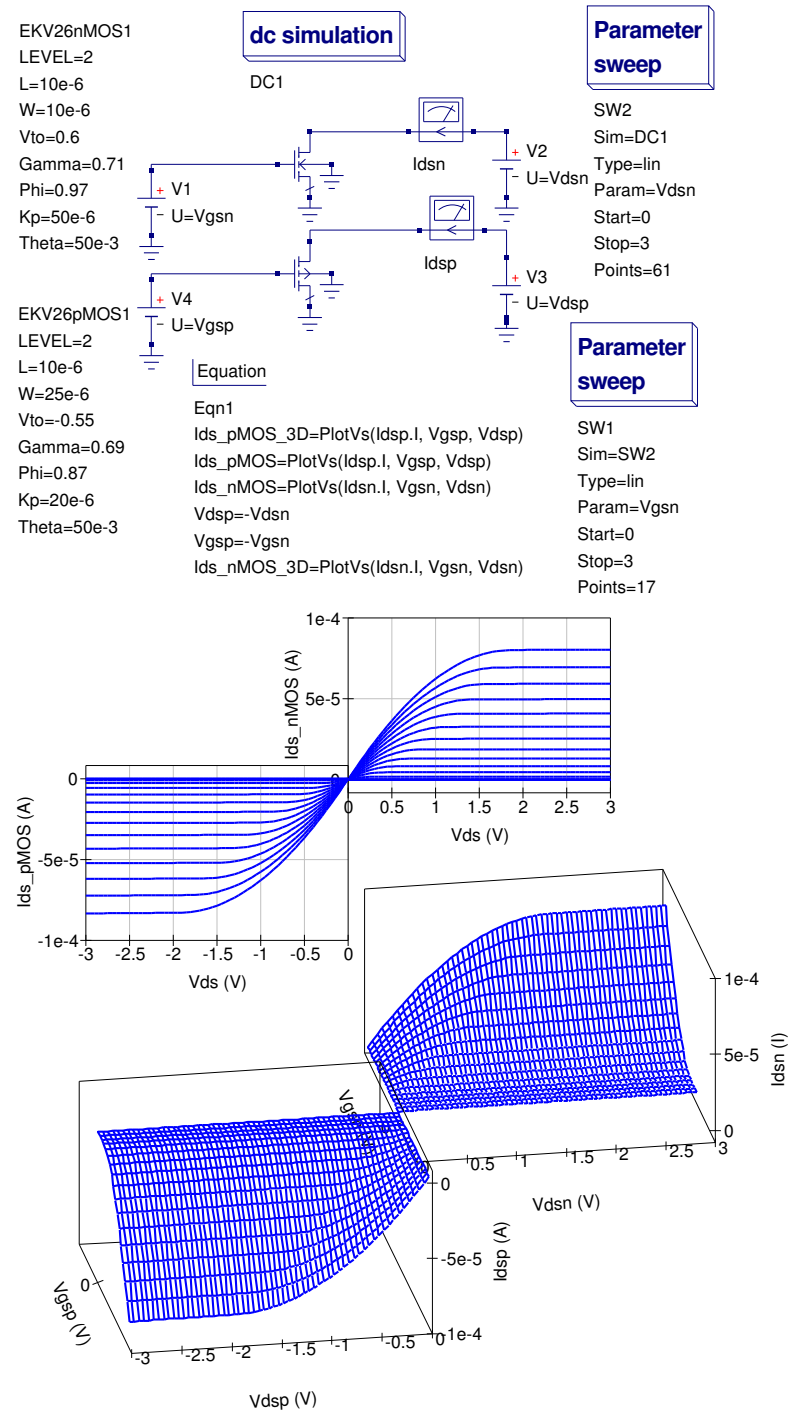 EKV26nMOS1
LEVEL=2
L=10e-6
W=10e-6
Vto=0.6
Gamma=0.71
Phi=0.97
Kp=50e-6
Theta=50e-3
dc simulation
DC1
Parameter
sweep
SW2
Sim=DC1
Type=lin
Param=Vdsn
Start=0
Stop=3
Points=61
Idsn
+ V2
- U=Vdsn
+ V1
- U=Vgsn
Idsp
+ V3
- U=Vdsp
+ V4
- U=Vgsp
EKV26pMOS1
LEVEL=2
L=10e-6
W=25e-6
Vto=-0.55
Gamma=0.69
Phi=0.87
Kp=20e-6
Theta=50e-3
Equation
Eqn1
Ids_pMOS_3D=PlotVs(Idsp.I, Vgsp, Vdsp)
Ids_pMOS=PlotVs(Idsp.I, Vgsp, Vdsp)
Ids_nMOS=PlotVs(Idsn.I, Vgsn, Vdsn)
Vdsp=-Vdsn
Vgsp=-Vgsn
Ids_nMOS_3D=PlotVs(Idsn.I, Vgsn, Vdsn)
Parameter
sweep
SW1
Sim=SW2
Type=lin
Param=Vgsn
Start=0
Stop=3
Points=17
1e-4
5e-5
0
Ids_nMOS (A)
0 0.5 1 1.5 2 2.5 3
Vds (V)
0
-5e-5
-1e-4
Ids_pMOS (A)
-3 -2.5 -2 -1.5 -1 -0.5 0
Vds (V)
1e-4
5e-5
0
Idsn (I)
0.5 1 1.5 2 2.5 3
Vdsn (V)
0
-5e-5
-1e-4
Idsp (A)
0
Vgsp (V)
-3 -2.5 -2 -1.5 -1 -0.5 0
Vdsp (V)